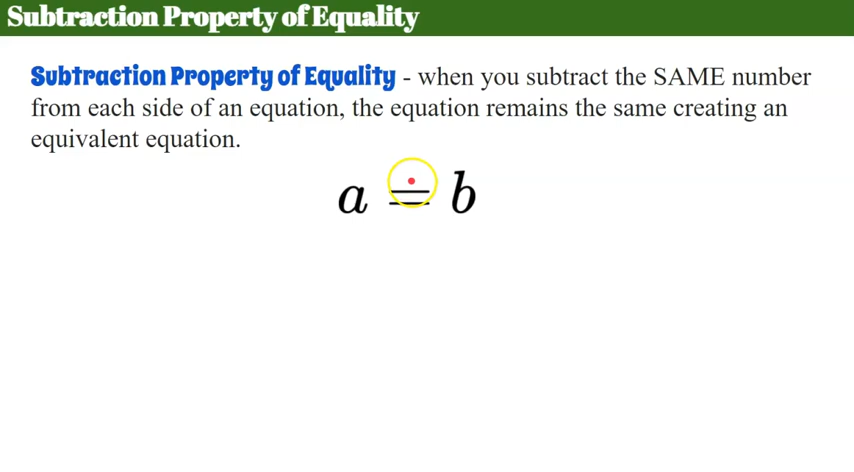 Subtraction Property of Equality
Subtraction Property of Equality - when you subtract the SAME number
from each side of an equation, the equation remains the same creating an
equivalent equation.
a = b